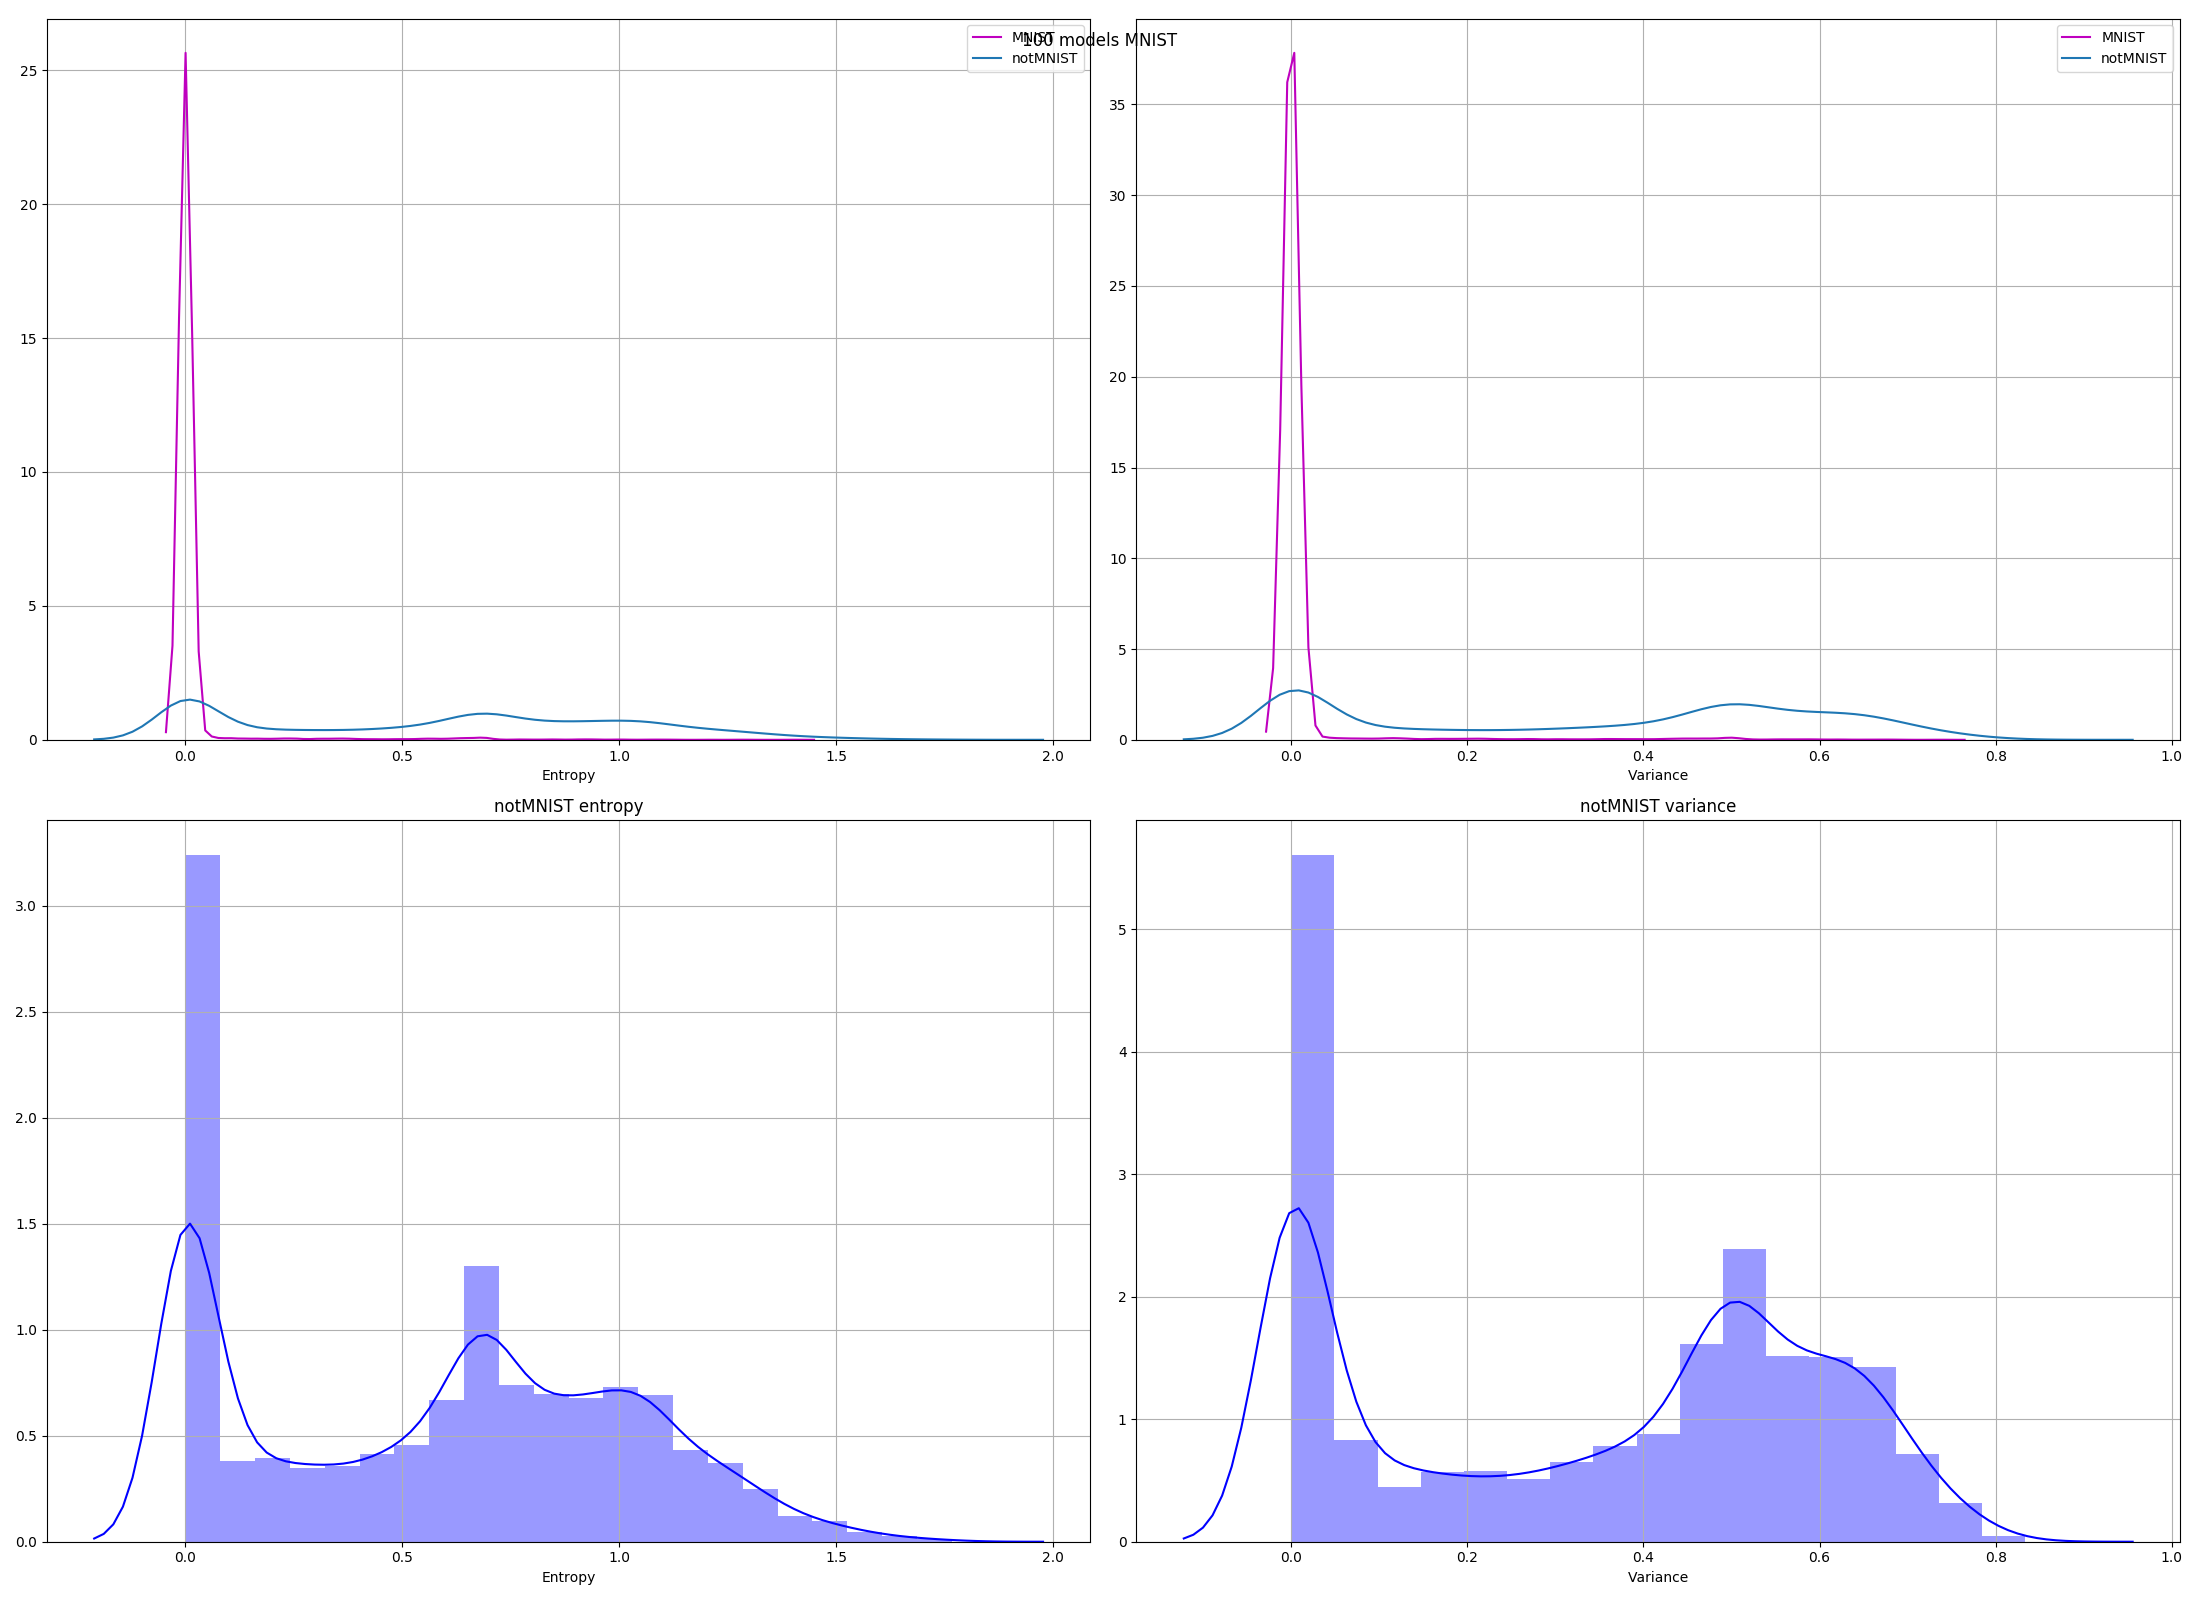 100 models MNIST
MNIST
notMNIST
25
20
15
10
5
0
0.0 0.5 1.0 1.5 2.0
Entropy
MNIST
notMNIST
35
30
25
20
15
10
5
0
0.0 0.2 0.4 0.6 0.8 1.0
Variance
notMNIST entropy
3.0
2.5
2.0
1.5
1.0
0.5
0.0
0.0 0.5 1.0 1.5 2.0
Entropy
notMNIST variance
5
4
3
2
1
0
0.0 0.2 0.4 0.6 0.8 1.0
Variance